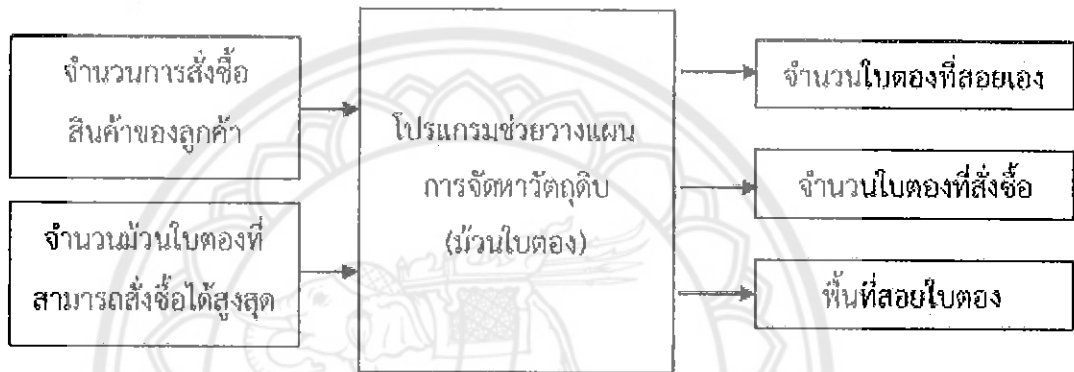 จำนวนการสั่งซื้อ
สินค้าของลูกค้า
จำนวนม้วนใบตองที่
สามารถสั่งซื้อได้สูงสุด
โปรแกรมช่วยวางแผน
การจัดหาวัตถุดิบ
(ม้วนใบตอง)
จำนวนใบตองที่สอยเอง
จำนวนใบตองที่สั่งซื้อ
พื้นที่สอยใบตอง